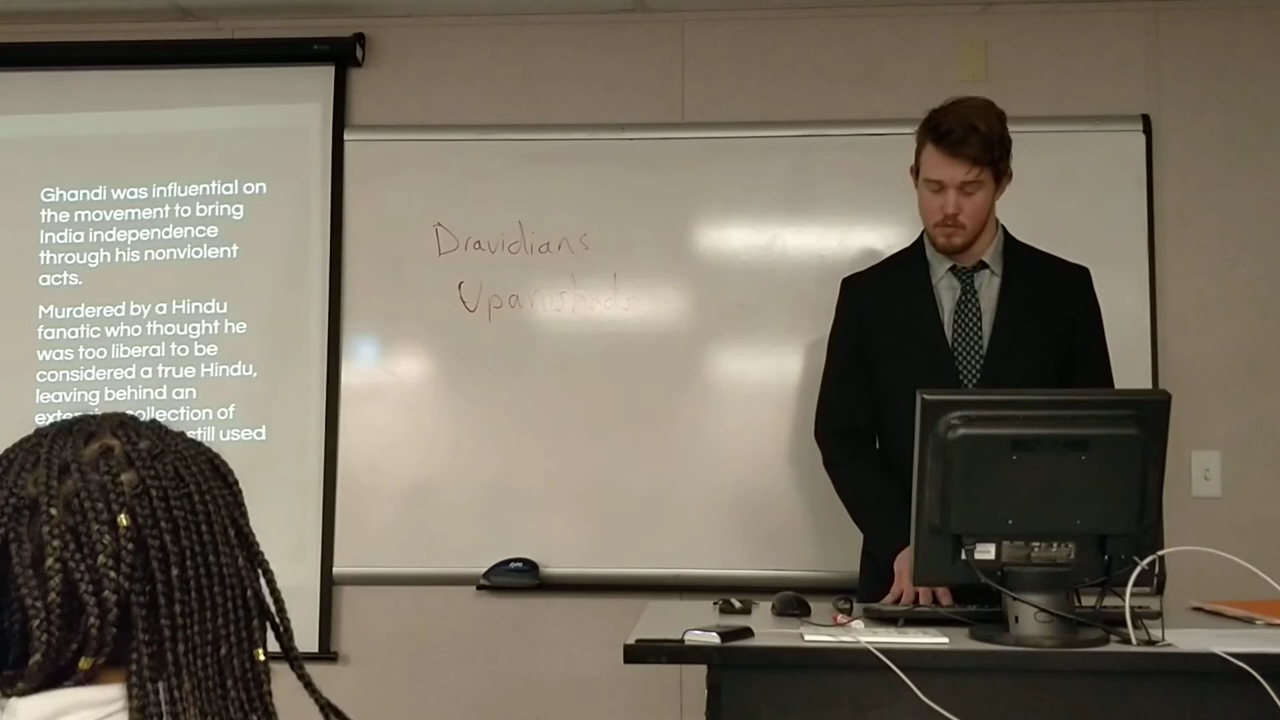 Ghandi was influential on
the movement to bring
India independence
through his nonviolent
acts.
Murdered by a Hindu
fanatic who thought he
was too liberal to be
considered a true Hindu,
leaving behind an
collection of
still used
Dravidians
Upanishads